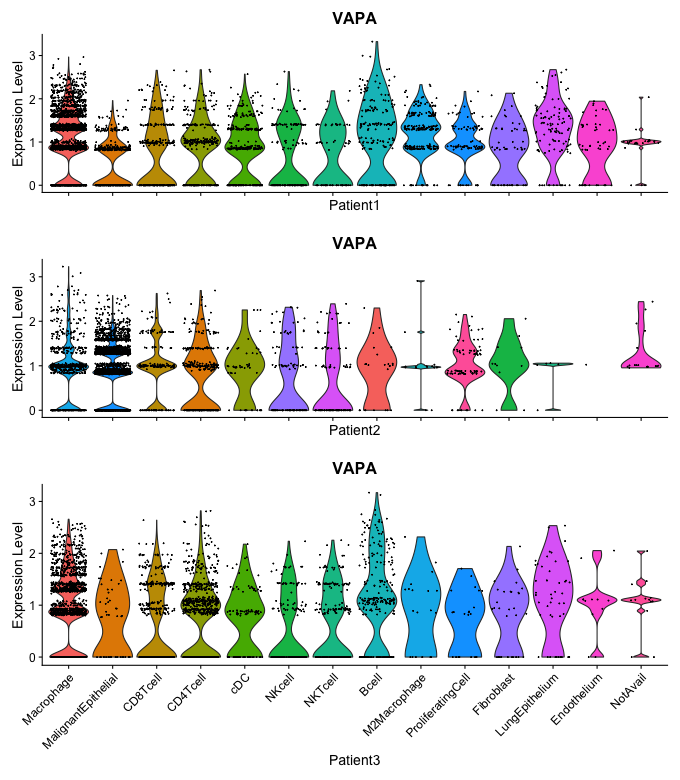 VAPA
Expression Level
3
2
1
0
Patient1
VAPA
Expression Level
3
2
1
0
Patient2
VAPA
Expression Level
3
2
1
0
Macrophage
MalignantEpithelial
CD8Tcell
CD4Tcell
cDC
NKcell
NKTcell
Bcell
M2Macrophage
ProliferatingCell
Fibroblast
LungEpithelium
Endothelium
NotAvail
Patient3